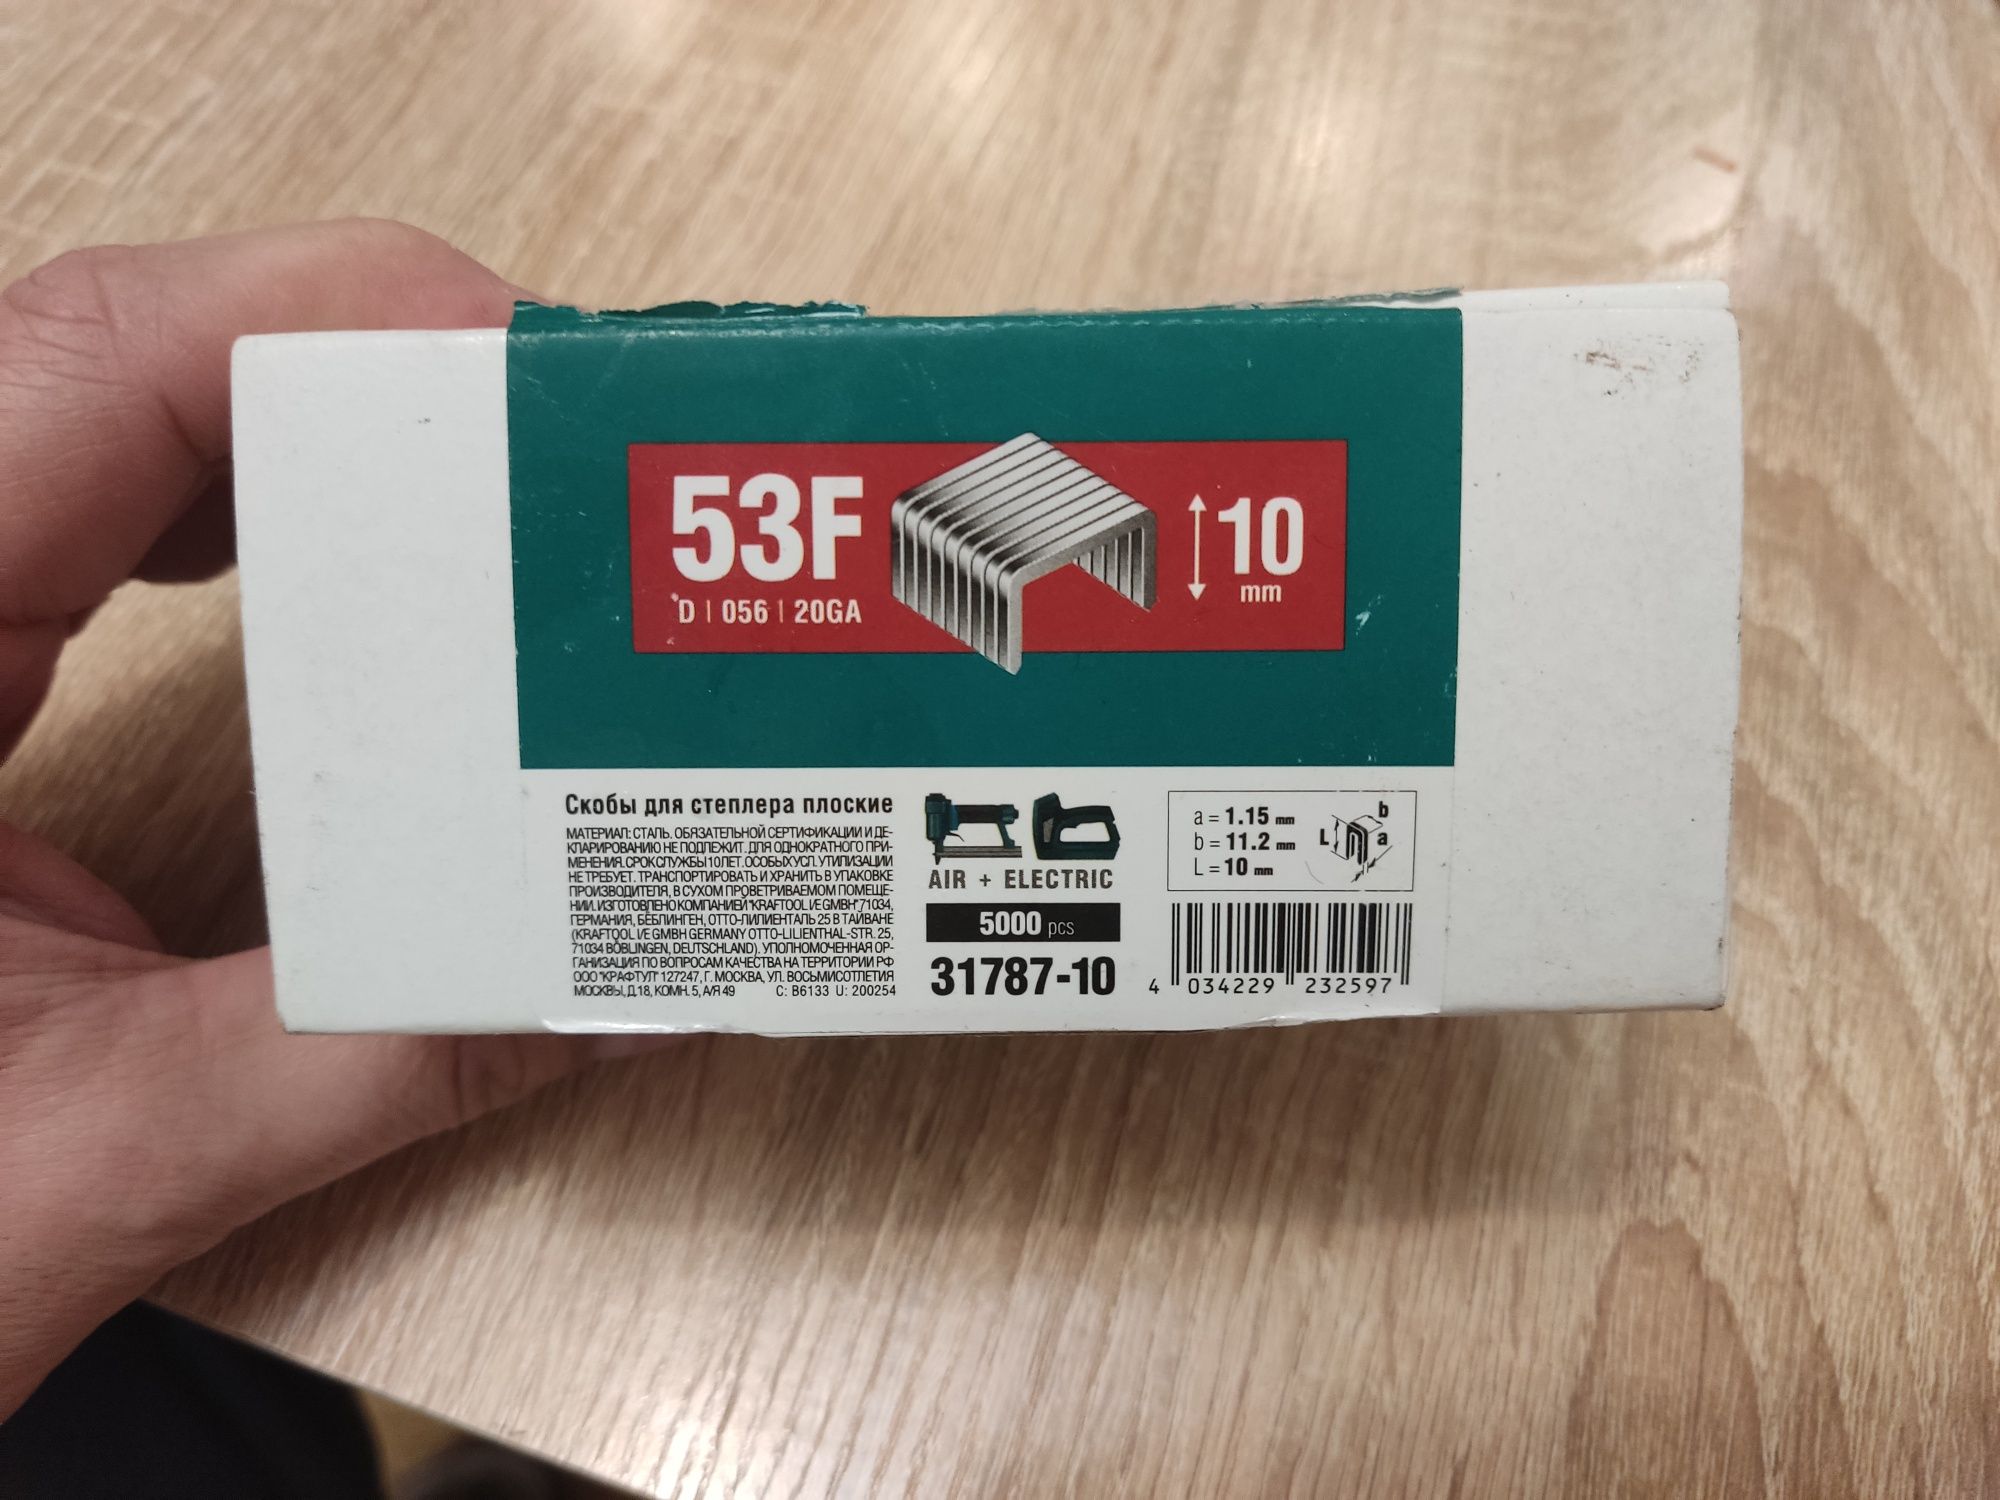 53F
D | 056 | 20GA
10
mm
Скобы для степлера плоские
МАТЕРИАЛ: СТАЛЬ. ОБЯЗАТЕЛЬНОЙ СЕРТИФИКАЦИИ И ДЕ-
КЛАРИРОВАНИЮ НЕ ПОДЛЕЖИТ. ДЛЯ ОДНОКРАТНОГО ПРИ-
МЕНЕНИЯ. СРОК СЛУЖБЫ 10 ЛЕТ. ОСОБЫХ УСЛ. УТИЛИЗАЦИИ
НЕ ТРЕБУЕТ. ТРАНСПОРТИРОВАТЬ И ХРАНИТЬ В УПАКОВКЕ
ПРОИЗВОДИТЕЛЯ, В СУХОМ ПРОВЕТРИВАЕМОМ ПОМЕЩЕ-
НИИ. ИЗГОТОВЛЕНО КОМПАНИЕЙ "KRAFTOOL I/E GMBH", 71034,
ГЕРМАНИЯ, БЁБЛИНГЕН, ОТТО-ЛИЛИЕНТАЛЬ 25 В ТАЙВАНЕ
(KRAFTOOL I/E GMBH GERMANY OTTO-LILIENTHAL-STR. 25,
71034 BÖBLINGEN, DEUTSCHLAND). УПОЛНОМОЧЕННАЯ ОР-
ГАНИЗАЦИЯ ПО ВОПРОСАМ КАЧЕСТВА НА ТЕРРИТОРИИ РФ
ООО "КРАФТУЛ" 127247, Г. МОСКВА, УЛ. ВОСЬМИСОТЛЕТИЯ
МОСКВЫ, Д.18, КОМН. 5, А/Я 49 C: B6133 U: 200254
AIR + ELECTRIC
5000 pcs
31787-10
a = 1.15 mm
b = 11.2 mm
L = 10 mm
L b a
4 034229 232597